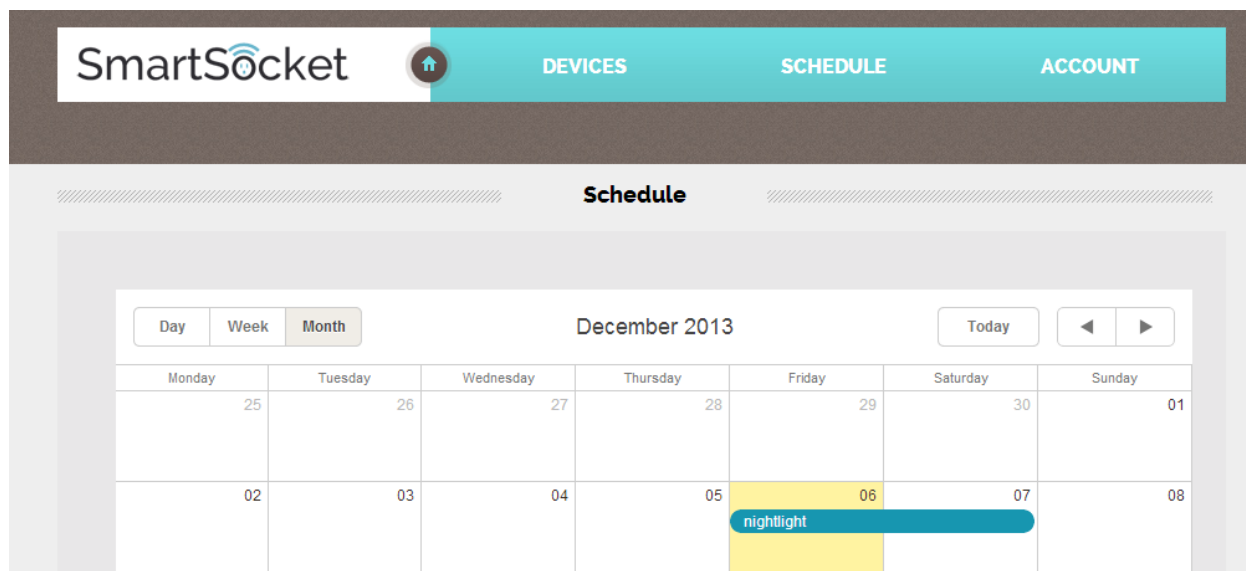 SmartSocket DEVICES SCHEDULE ACCOUNT
Schedule
Day Week Month December 2013 Today
Monday Tuesday Wednesday Thursday Friday Saturday Sunday
25 26 27 28 29 30 01
02 03 04 05 06 07 08
nightlight